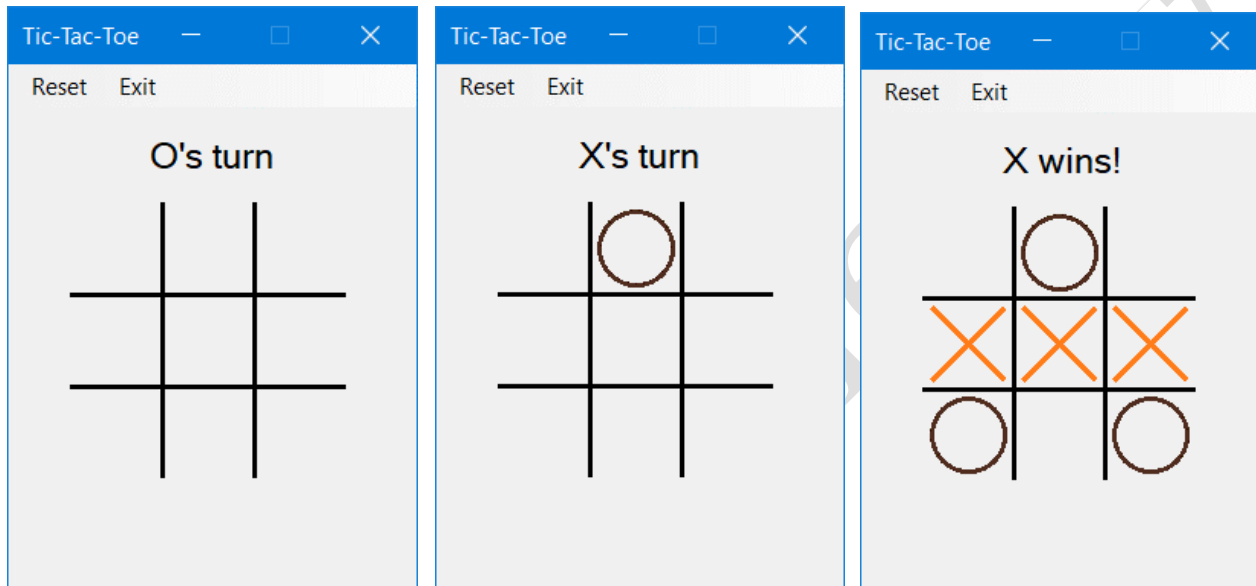 Tic-Tac-Toe
Reset Exit
O's turn
Tic-Tac-Toe
Reset Exit
X's turn
Tic-Tac-Toe
Reset Exit
X wins!